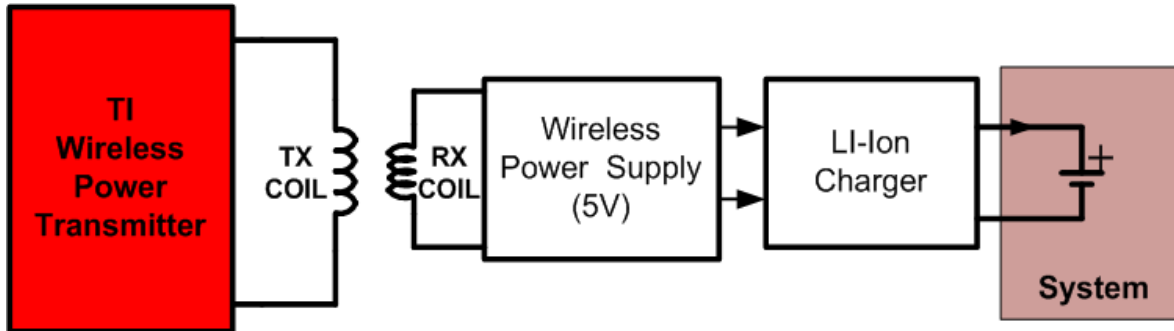 TI
Wireless
Power
Transmitter
TX
COIL
RX
COIL
Wireless
Power Supply
(5V)
LI-Ion
Charger
+
System